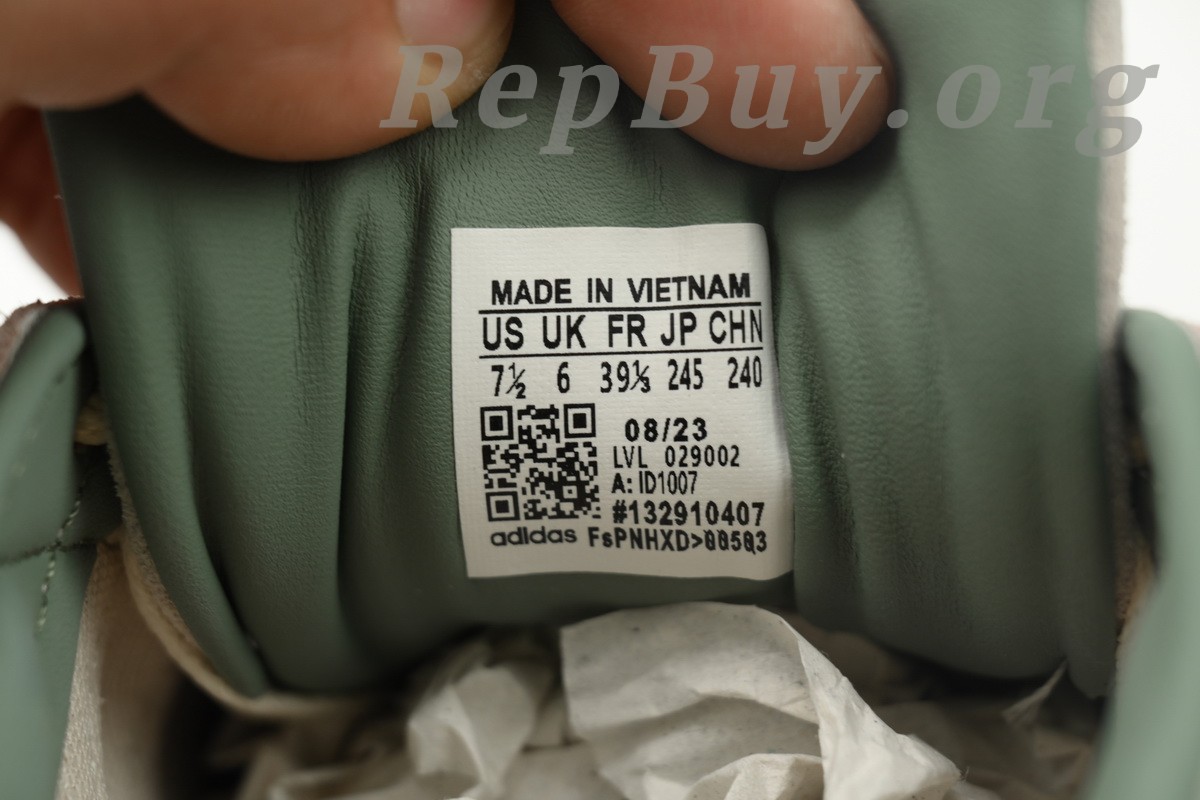 RepBuy.org
MADE IN VIETNAM
US UK FR JP CHN
7½ 6 39⅓ 245 240
08/23
LVL 029002
A: ID1007
#132910407
adidas FsPNHXD>00503